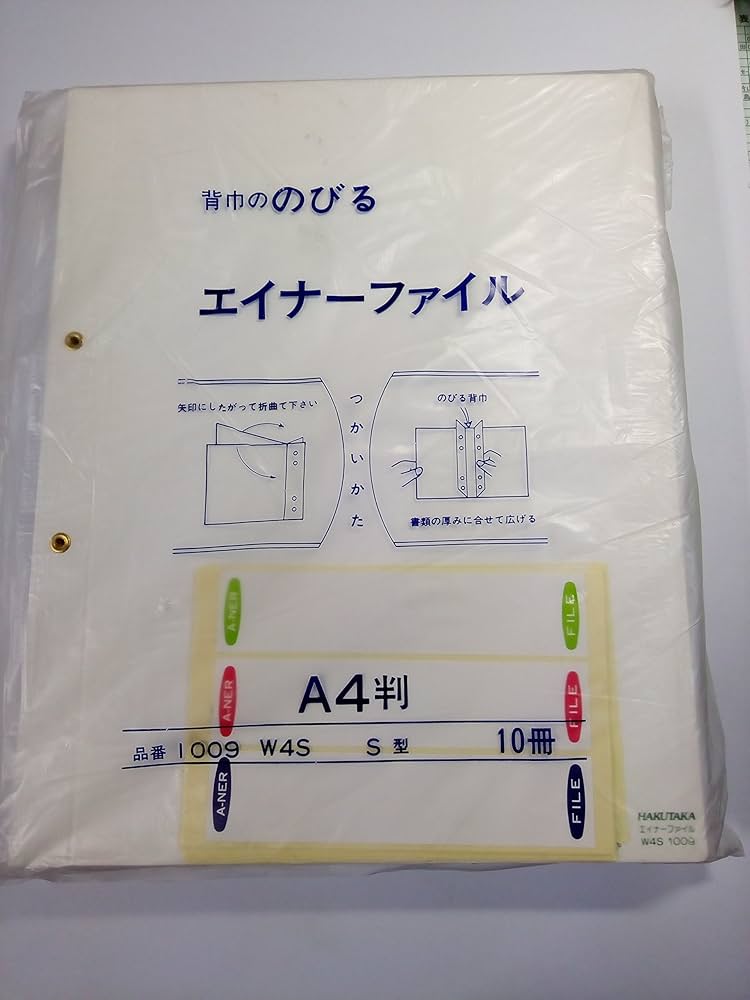 背巾ののびる
エイナーファイル
矢印にしたがって折曲て下さい
つかいかた
のびる背巾
書類の厚みに合せて広げる
A-NER FILE
A4判
A-NER FILE
品番 1009 W4S S型 10冊
A-NER FILE
HAKUTAKA
エイナーファイル
W4S 1009